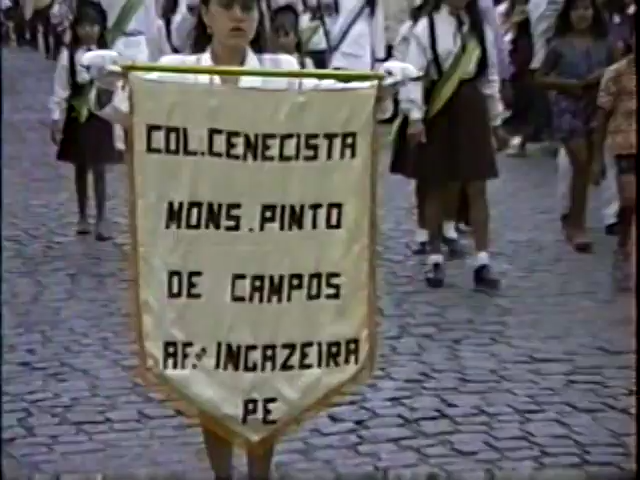 COL.CENECISTA
MONS.PINTO
DE CAMPOS
AF. INGAZEIRA
PE